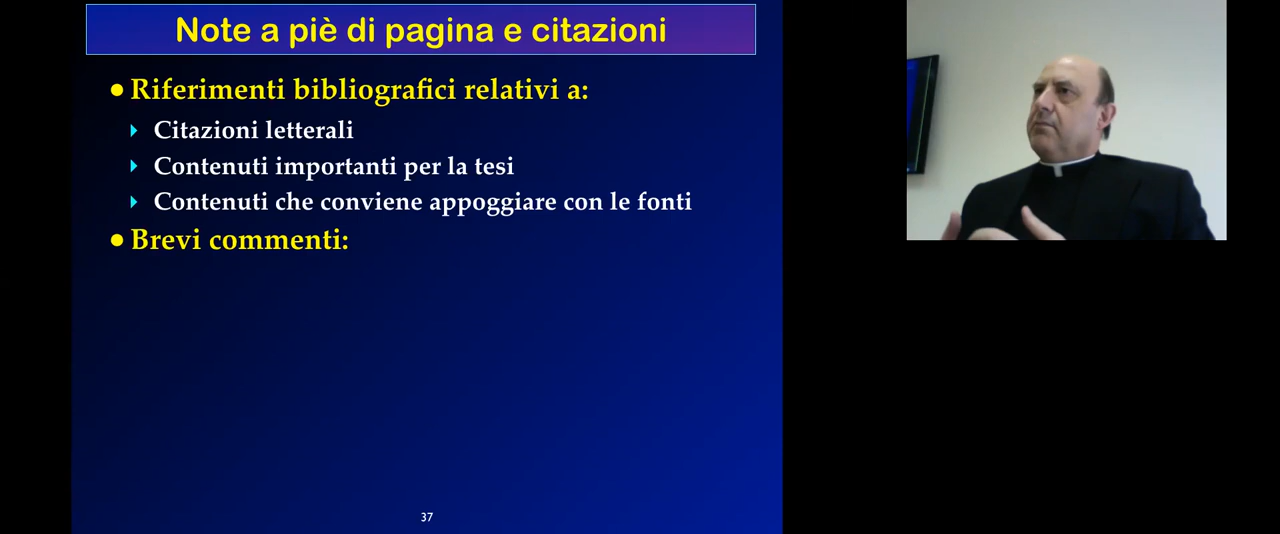 Note a piè di pagina e citazioni
Riferimenti bibliografici relativi a:
Citazioni letterali
Contenuti importanti per la tesi
Contenuti che conviene appoggiare con le fonti
Brevi commenti:
37